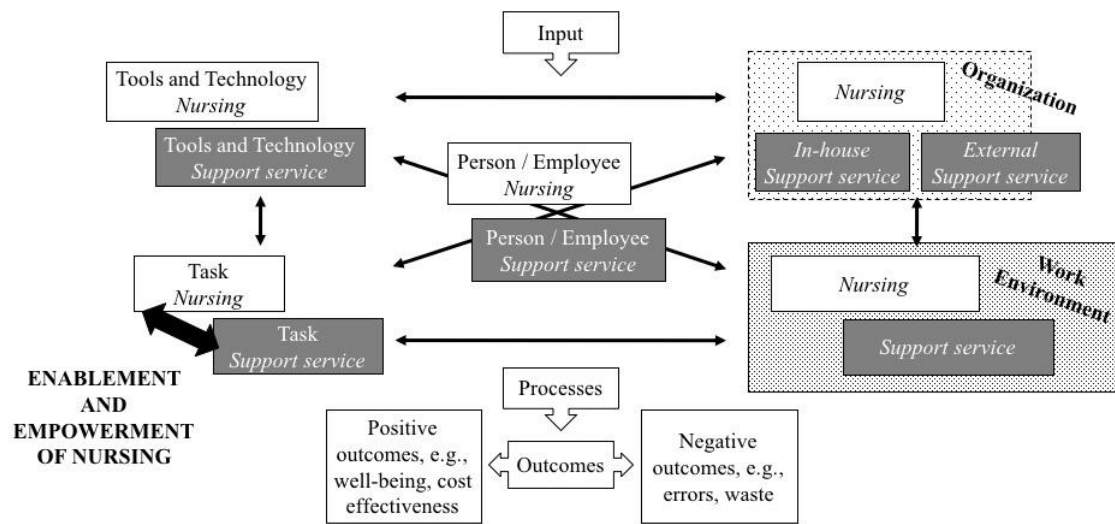 Input
Tools and Technology
Nursing
Tools and Technology
Support service
Nursing
Organization
In-house
Support service
External
Support service
Person / Employee
Nursing
Person / Employee
Support service
Task
Nursing
Task
Support service
Nursing
Work
Environment
Support service
ENABLEMENT
AND
EMPOWERMENT
OF NURSING
Processes
Positive
outcomes, e.g.,
well-being, cost
effectiveness
Outcomes
Negative
outcomes, e.g.,
errors, waste